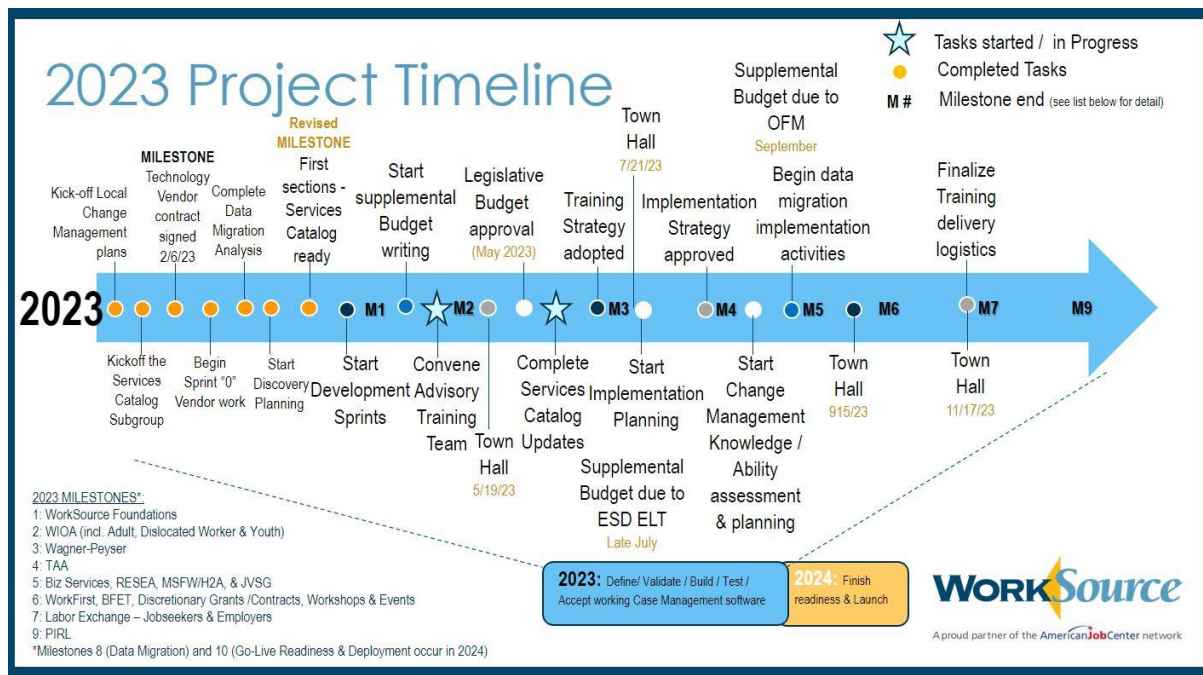 2023 Project Timeline
Tasks started / in Progress
Completed Tasks
M # Milestone end (see list below for detail)
Kick-off Local
Change
Management
plans
MILESTONE
Technology
Vendor
contract
signed
2/6/23
Complete
Data
Migration
Analysis
Revised
MILESTONE
First
sections -
Services
Catalog
ready
Start
supplemental
Budget
writing
Legislative
Budget
approval
(May 2023)
Training
Strategy
adopted
Town
Hall
7/21/23
Implementation
Strategy
approved
Supplemental
Budget due to
OFM
September
Begin data
migration
implementation
activities
Finalize
Training
delivery
logistics
2023
M1
M2
M3
M4
M5
M6
M7
M9
Kickoff the
Services
Catalog
Subgroup
Begin
Sprint "0"
Vendor work
Start
Discovery
Planning
Start
Development
Sprints
Convene
Advisory
Training
Team
Town
Hall
5/19/23
Complete
Services
Catalog
Updates
Start
Implementation
Planning
Supplemental
Budget due to
ESD ELT
Late July
Start
Change
Management
Knowledge /
Ability
assessment
& planning
Town
Hall
915/23
Town
Hall
11/17/23
2023 MILESTONES*:
1: WorkSource Foundations
2: WIOA (incl. Adult, Dislocated Worker & Youth)
3: Wagner-Peyser
4: TAA
5: Biz Services, RESEA, MSFW/H2A, & JVSG
6: WorkFirst, BFET, Discretionary Grants /Contracts, Workshops & Events
7: Labor Exchange – Jobseekers & Employers
9: PIRL
*Milestones 8 (Data Migration) and 10 (Go-Live Readiness & Deployment occur in 2024)
2023: Define/ Validate / Build / Test /
Accept working Case Management software
2024: Finish
readiness & Launch
WORKSource
A proud partner of the AmericanJobCenter network